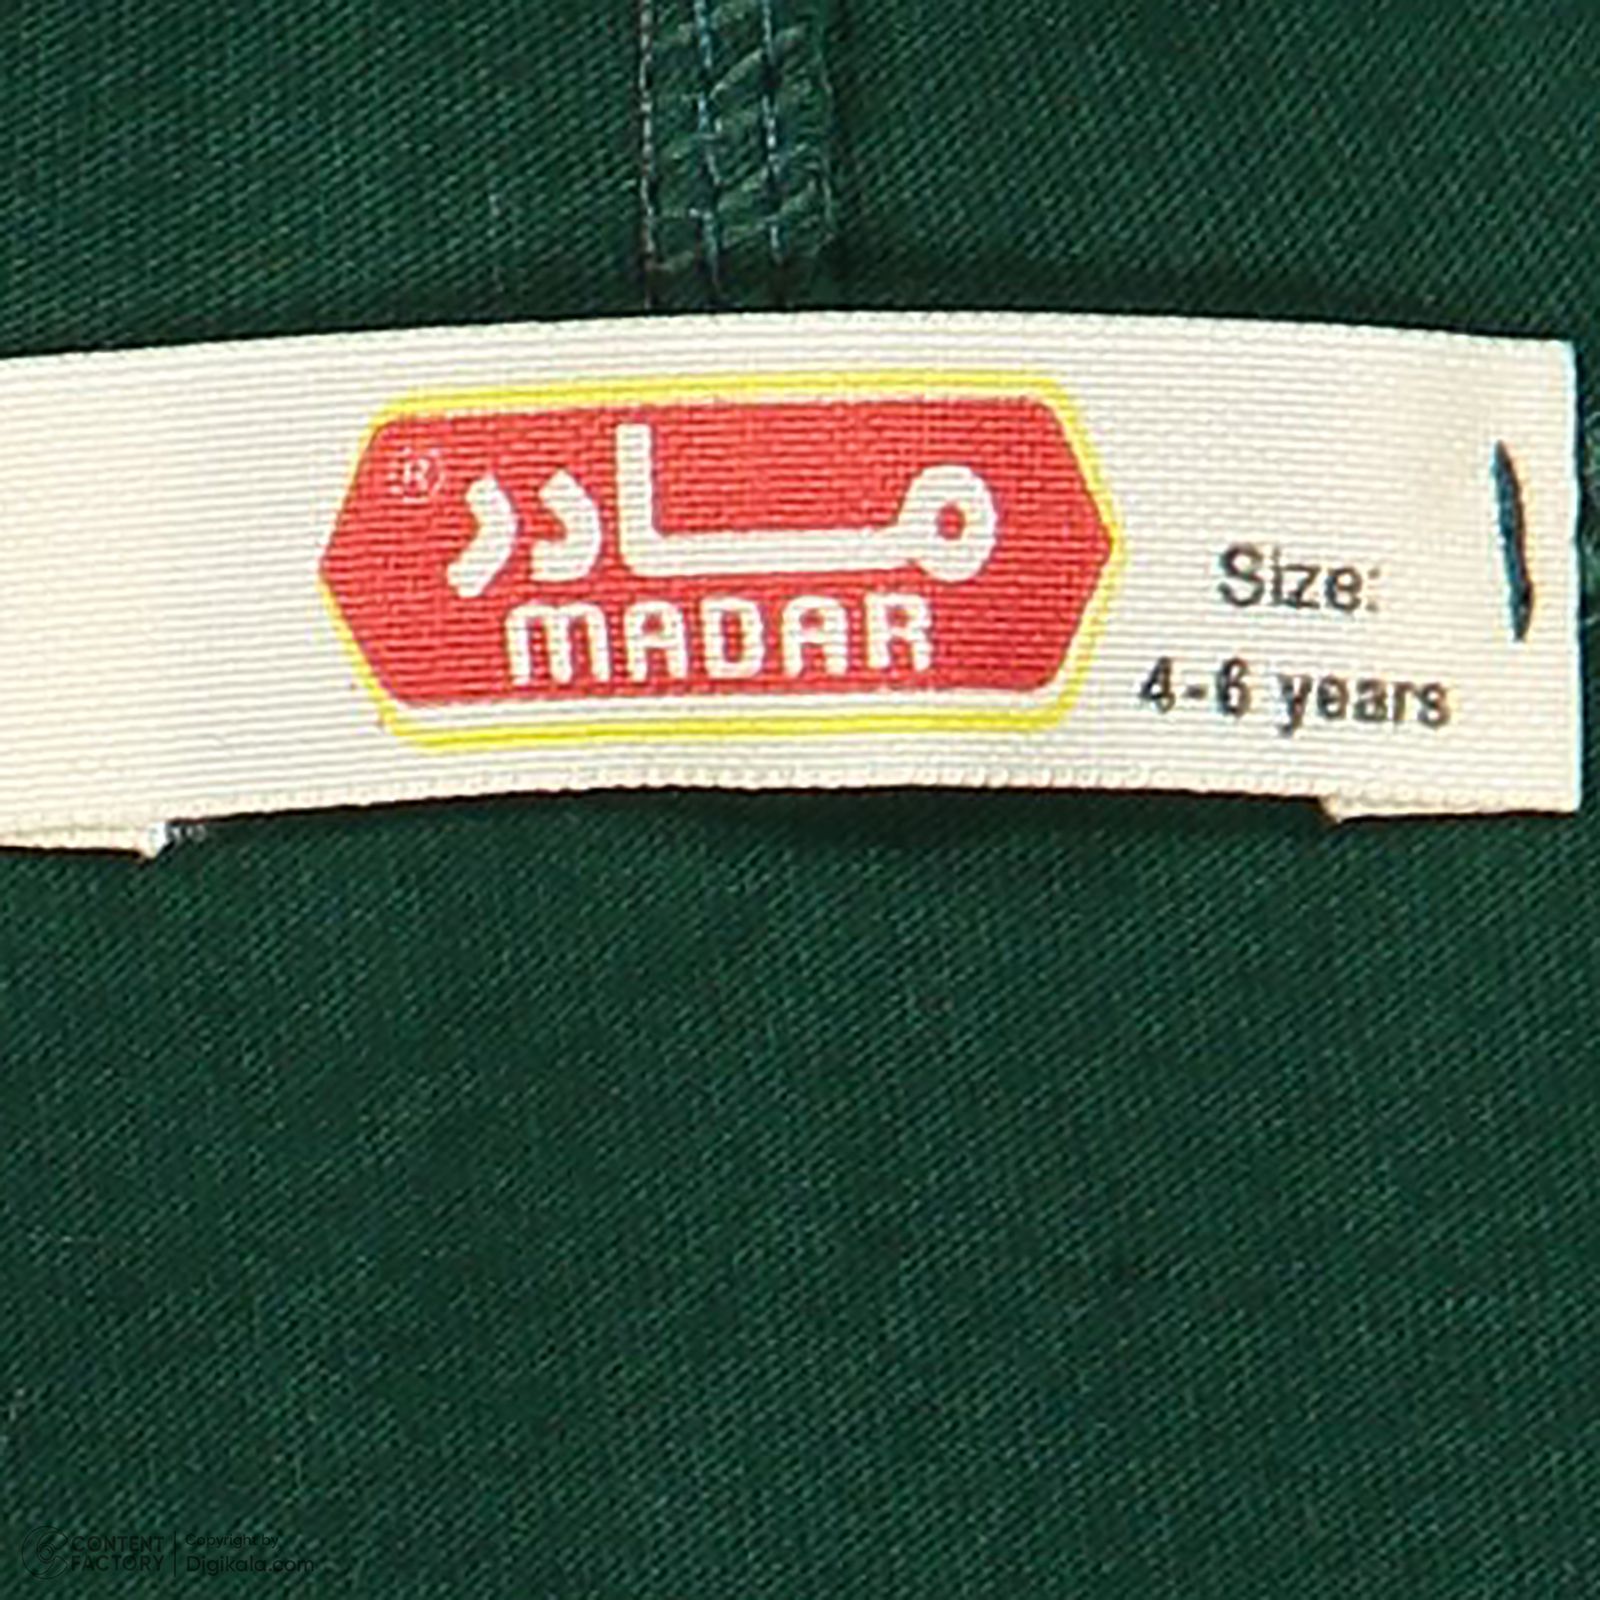 مادر ®
MADAR
Size:
4-6 years
CONTENT FACTORY
Copyright by
Digikala.com